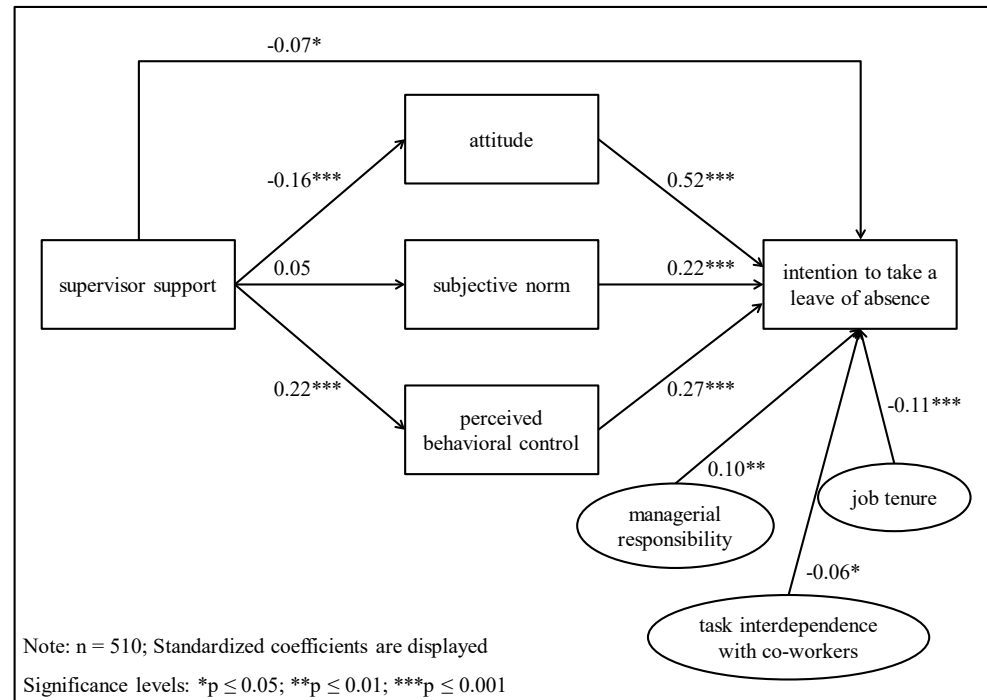 -0.07*
attitude
-0.16***
0.52***
supervisor support
0.05
subjective norm
0.22***
intention to take a
leave of absence
0.22***
perceived
behavioral control
0.27***
-0.11***
0.10**
managerial
responsibility
job tenure
-0.06*
task interdependence
with co-workers
Note: n = 510; Standardized coefficients are displayed
Significance levels: *p ≤ 0.05; **p ≤ 0.01; ***p ≤ 0.001